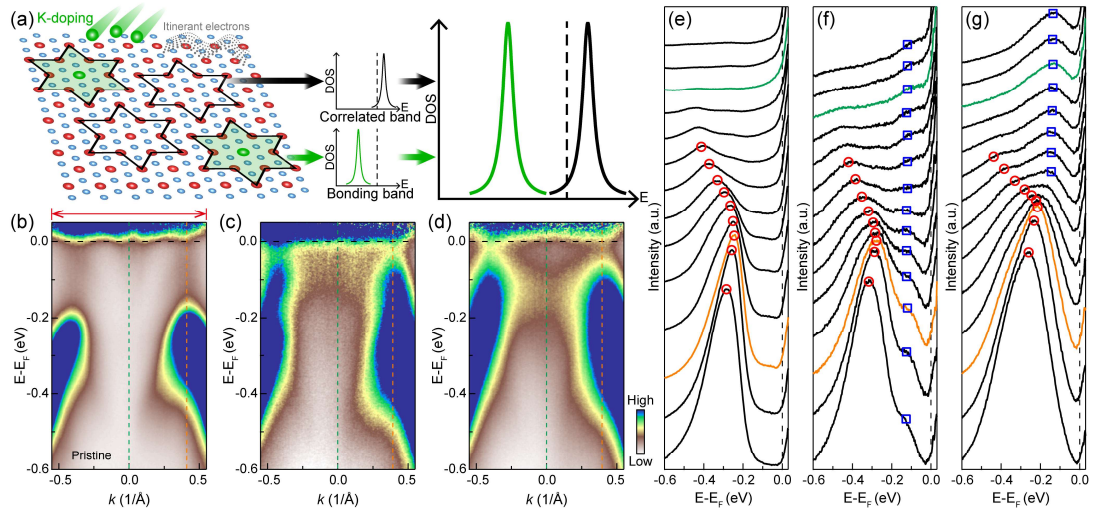 (a)
K-doping
Itinerant electrons
DOS
E
Correlated band
DOS
E
Bonding band
DOS
E
(b)
0.0
-0.2
-0.4
-0.6
E-E_F (eV)
Pristine
-0.5 0.0 0.5
k (1/Å)
(c)
0.0
-0.2
-0.4
-0.6
E-E_F (eV)
-0.5 0.0 0.5
k (1/Å)
(d)
0.0
-0.2
-0.4
-0.6
E-E_F (eV)
-0.5 0.0 0.5
k (1/Å)
High
Low
(e)
Intensity (a.u.)
-0.6 -0.4 -0.2 0.0
E-E_F (eV)
(f)
Intensity (a.u.)
-0.6 -0.4 -0.2 0.0
E-E_F (eV)
(g)
Intensity (a.u.)
-0.6 -0.4 -0.2 0.0
E-E_F (eV)